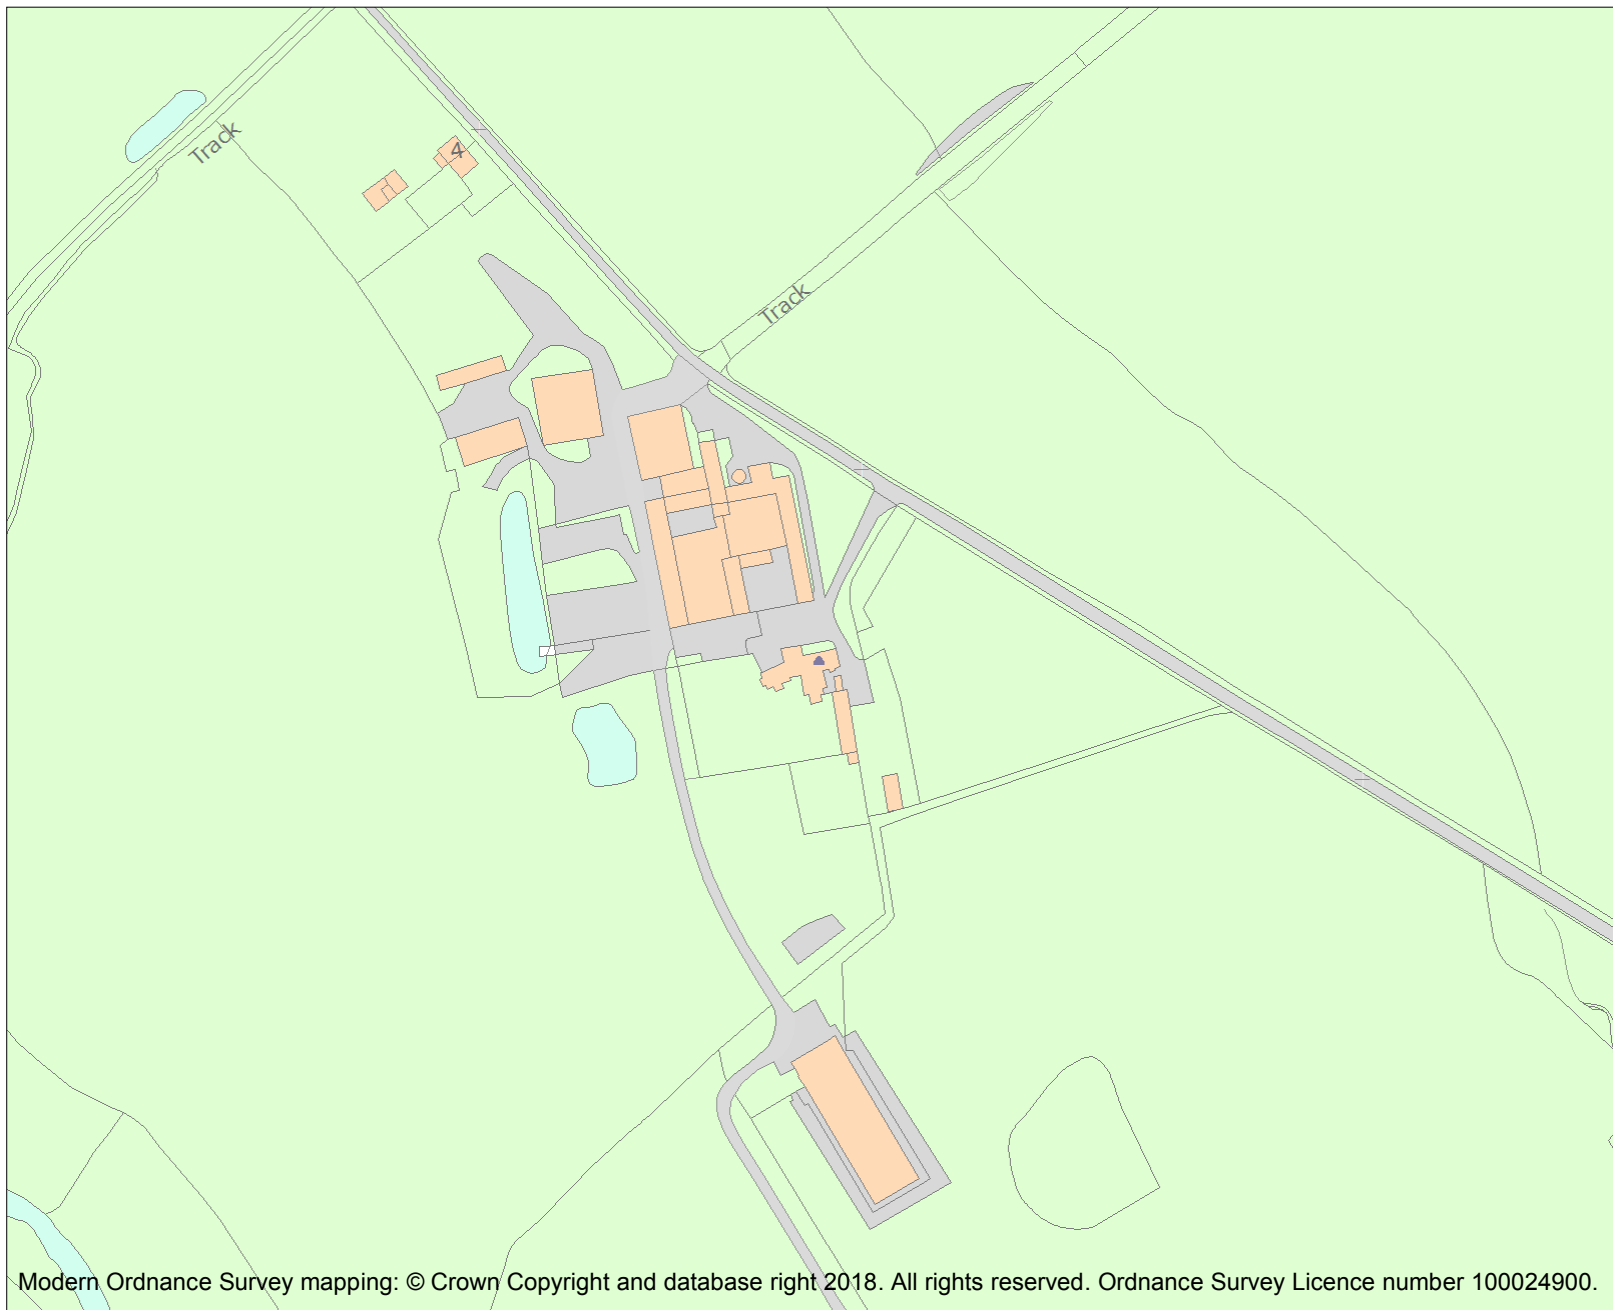 4
Track
Track
Modern Ordnance Survey mapping: © Crown Copyright and database right 2018. All rights reserved. Ordnance Survey Licence number 100024900.